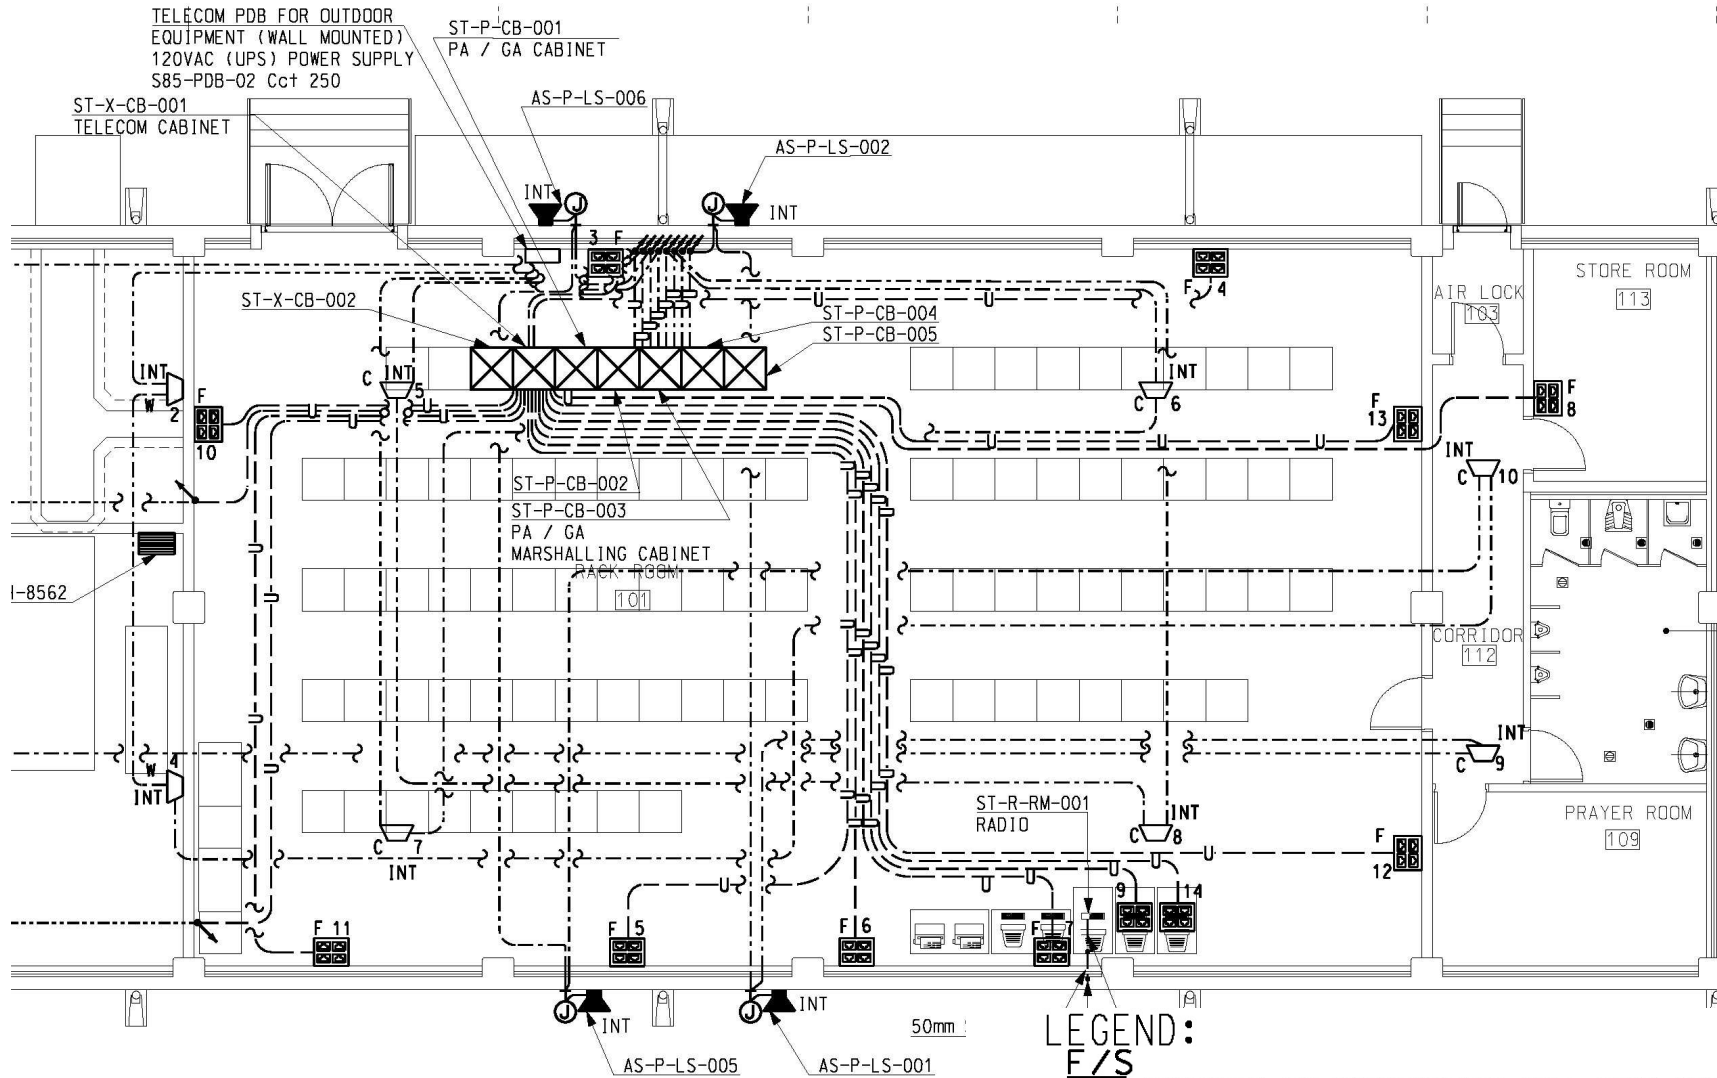 TELECOM PDB FOR OUTDOOR
EQUIPMENT (WALL MOUNTED)
120VAC (UPS) POWER SUPPLY
S85-PDB-02 Cct 250
ST-P-CB-001
PA / GA CABINET
ST-X-CB-001
TELECOM CABINET
AS-P-LS-006
AS-P-LS-002
INT
J
J
INT
3 F
F 4
STORE ROOM
113
AIR LOCK
103
ST-X-CB-002
ST-P-CB-004
ST-P-CB-005
INT
W 2
F
10
C INT 5
INT
C 6
F
13
F
8
INT
C 10
ST-P-CB-002
ST-P-CB-003
PA / GA
MARSHALLING CABINET
RACK ROOM
101
-8562
CORRIDOR
112
INT
C 9
W 4
INT
C 7
INT
ST-R-RM-001
RADIO
INT
C 8
PRAYER ROOM
109
F
12
F 11
F 5
F 6
F 7
9
14
J INT
J INT
AS-P-LS-005
AS-P-LS-001
50mm
LEGEND:
F/S